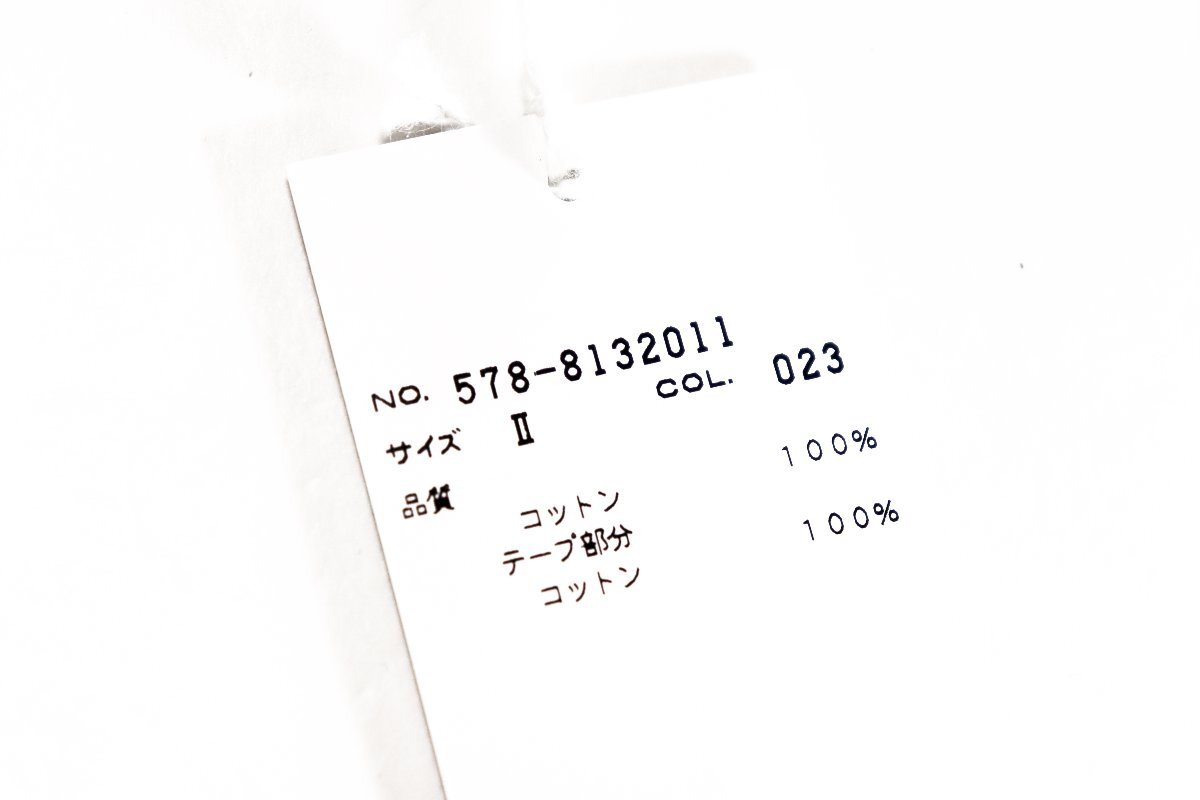 NO. 578-8132011
サイズ Ⅱ COL. 023
品質
コットン 100%
テープ部分
コットン 100%